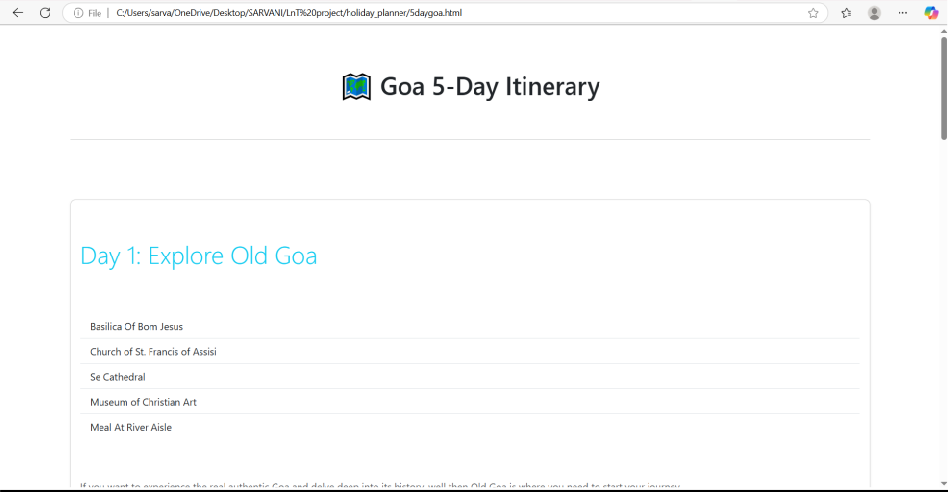 File
C:/Users/sarva/OneDrive/Desktop/SARVANI/LnT%20project/holiday_planner/5daygoa.html
Goa 5-Day Itinerary
Day 1: Explore Old Goa
Basilica Of Bom Jesus
Church of St. Francis of Assisi
Se Cathedral
Museum of Christian Art
Meal At River Aisle
If you want to experience the real authentic Goa and delve deep into its history well then Old Goa is where you need to start your journey